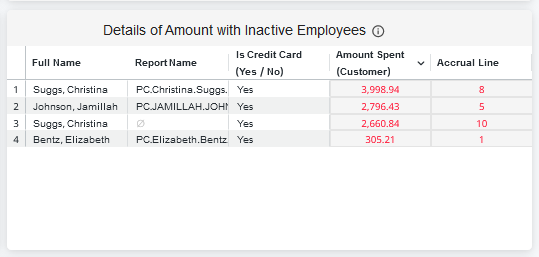 Details of Amount with Inactive Employees
Full Name Report Name Is Credit Card (Yes / No) Amount Spent (Customer) Accrual Line
1 Suggs, Christina PC.Christina.Suggs. Yes 3,998.94 8
2 Johnson, Jamillah PC.JAMILLAH.JOHN Yes 2,796.43 5
3 Suggs, Christina ∅ Yes 2,660.84 10
4 Bentz, Elizabeth PC.Elizabeth.Bentz. Yes 305.21 1